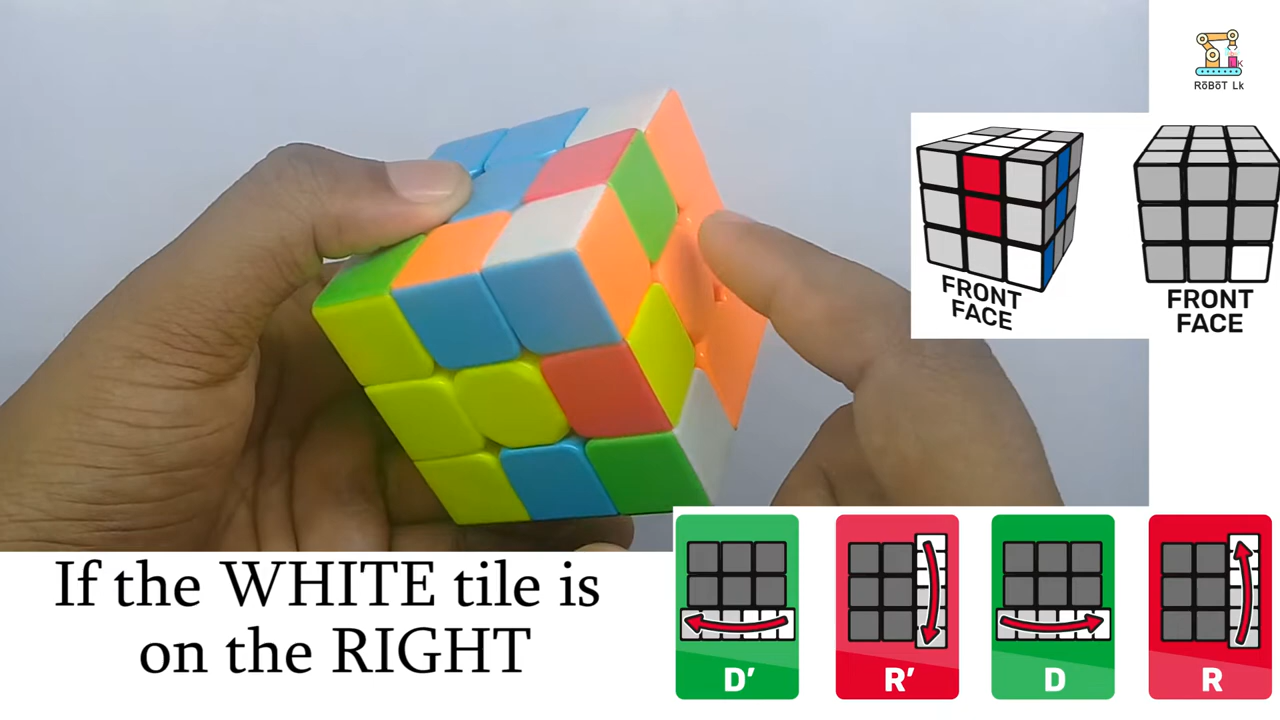 RōBōT Lk
FRONT
FACE
FRONT
FACE
If the WHITE tile is
on the RIGHT
D′
R′
D
R